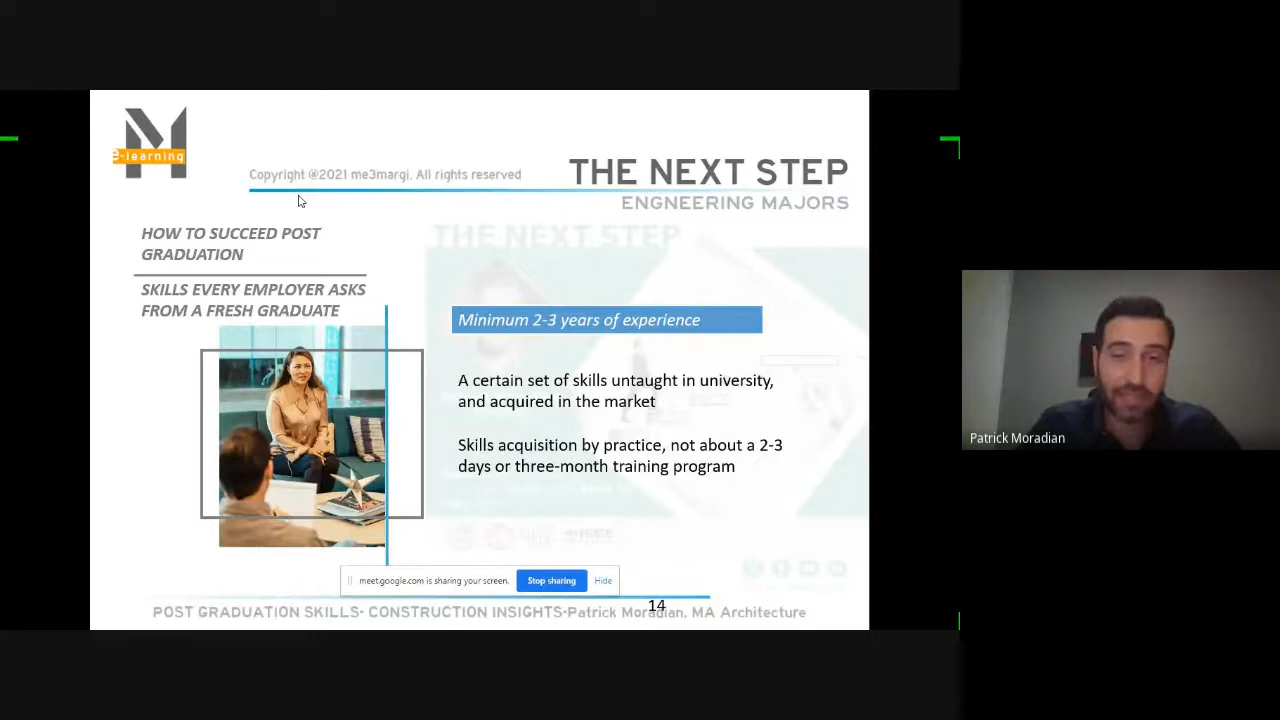 e-learning
Copyright @2021 me3margi. All rights reserved
THE NEXT STEP
ENGNEERING MAJORS
HOW TO SUCCEED POST
GRADUATION
SKILLS EVERY EMPLOYER ASKS
FROM A FRESH GRADUATE
THE NEXT STEP
Minimum 2-3 years of experience
A certain set of skills untaught in university,
and acquired in the market
Skills acquisition by practice, not about a 2-3
days or three-month training program
Patrick Moradian
meet.google.com is sharing your screen.
Stop sharing
Hide
14
POST GRADUATION SKILLS- CONSTRUCTION INSIGHTS-Patrick Moradian, MA Architecture